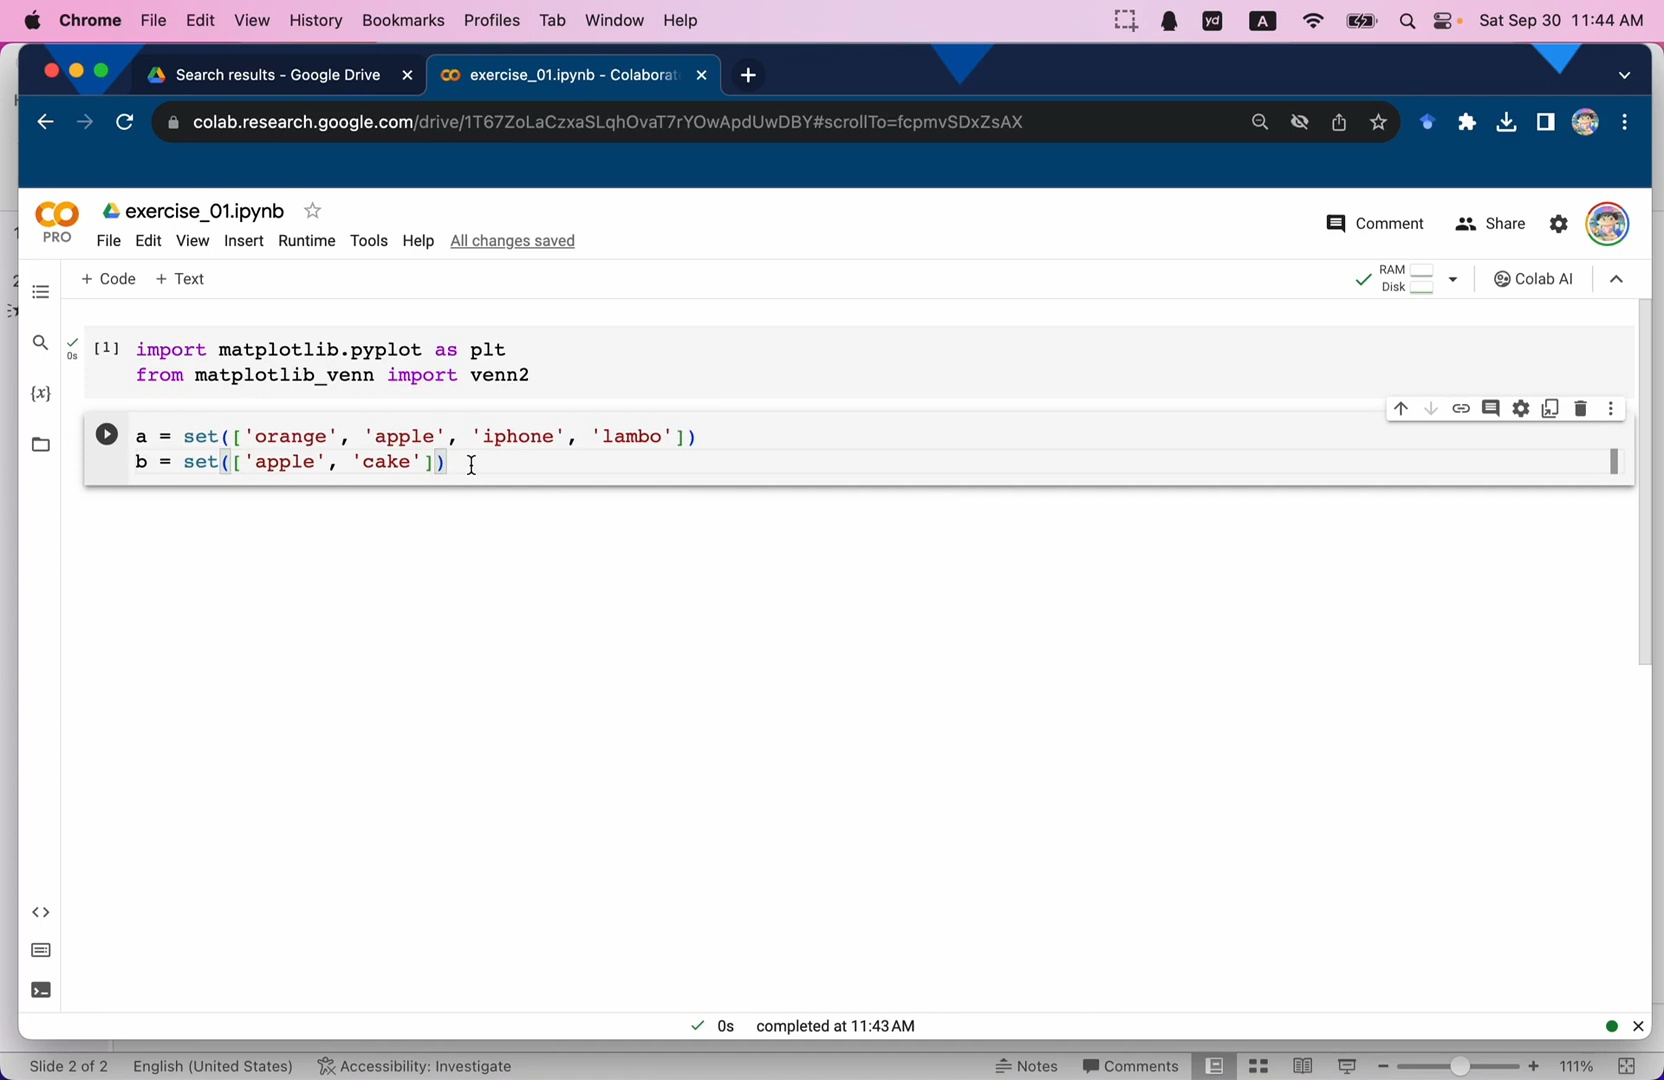 Chrome File Edit View History Bookmarks Profiles Tab Window Help yd A Sat Sep 30 11:44 AM
Search results - Google Drive exercise_01.ipynb - Colaborat
colab.research.google.com/drive/1T67ZoLaCzxaSLqhOvaT7rYOwApdUwDBY#scrollTo=fcpmvSDxZsAX
exercise_01.ipynb
PRO
File Edit View Insert Runtime Tools Help All changes saved
Comment Share
+ Code + Text
RAM
Disk
Colab AI
[1] import matplotlib.pyplot as plt
0s
from matplotlib_venn import venn2
{x}
a = set(['orange', 'apple', 'iphone', 'lambo'])
b = set(['apple', 'cake'])
0s completed at 11:43 AM
Slide 2 of 2 English (United States) Accessibility: Investigate Notes Comments 111%